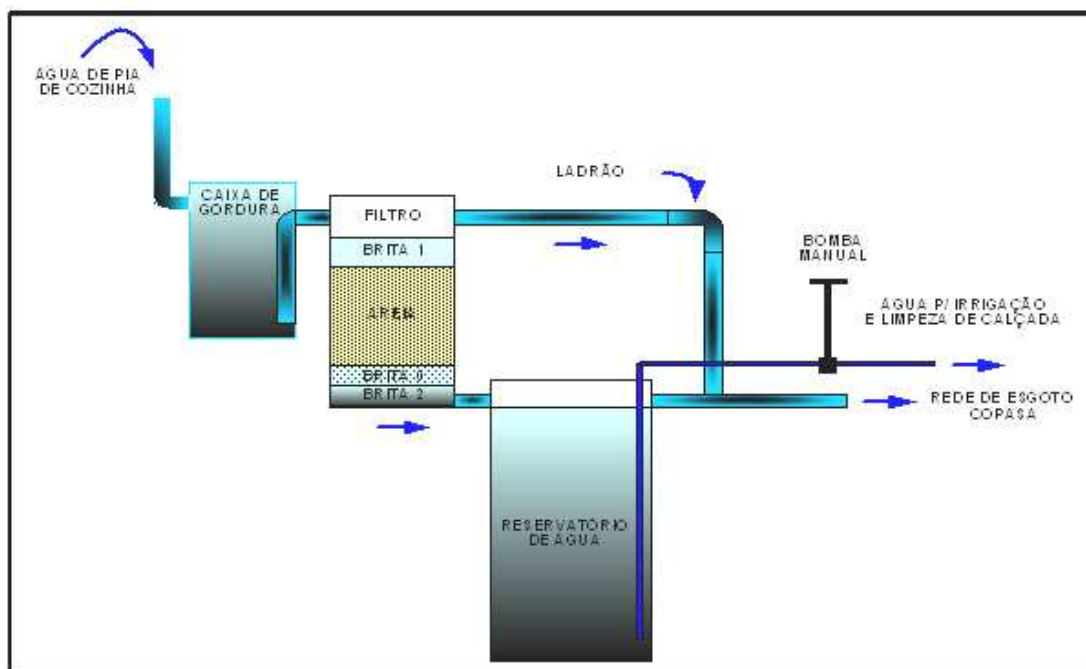 ÁGUA DE PIA
DE COZINHA
CAIXA DE
GORDURA
FILTRO
BRITA 1
AREIA
BRITA 0
BRITA 2
LADRÃO
BOMBA
MANUAL
ÁGUA P/ IRRIGAÇÃO
E LIMPEZA DE CALÇADA
REDE DE ESGOTO
COPASA
RESERVATÓRIO
DE ÁGUA